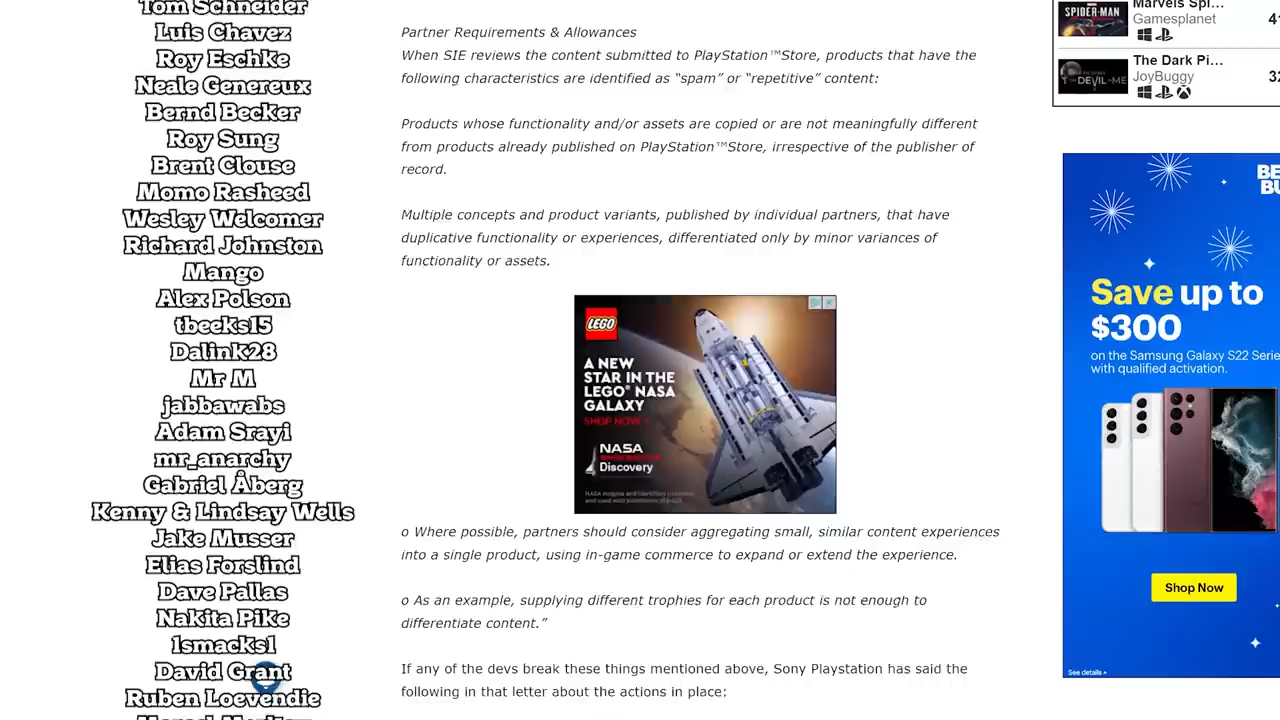 Tom Schneider
Luis Chavez
Roy Eschke
Neale Genereux
Bernd Becker
Roy Sung
Brent Clouse
Momo Rasheed
Wesley Welcomer
Richard Johnston
Mango
Alex Polson
tbeeks15
Dalink28
Mr M
jabbawabs
Adam Srayi
mr_anarchy
Gabriel Åberg
Kenny & Lindsay Wells
Jake Musser
Elias Forslind
Dave Pallas
Nakita Pike
1smacks1
David Grant
Ruben Loevendie
Partner Requirements & Allowances
When SIE reviews the content submitted to PlayStation™Store, products that have the
following characteristics are identified as “spam” or “repetitive” content:
Products whose functionality and/or assets are copied or are not meaningfully different
from products already published on PlayStation™Store, irrespective of the publisher of
record.
Multiple concepts and product variants, published by individual partners, that have
duplicative functionality or experiences, differentiated only by minor variances of
functionality or assets.
LEGO
A NEW
STAR IN THE
LEGO® NASA
GALAXY
SHOP NOW
NASA
Discovery
o Where possible, partners should consider aggregating small, similar content experiences
into a single product, using in-game commerce to expand or extend the experience.
o As an example, supplying different trophies for each product is not enough to
differentiate content.”
If any of the devs break these things mentioned above, Sony Playstation has said the
following in that letter about the actions in place:
SPIDER-MAN
Marvels Spi...
Gamesplanet
The Dark Pi...
JoyBuggy
32
Save up to
$300
on the Samsung Galaxy S22 Serie
with qualified activation.
Shop Now
See details